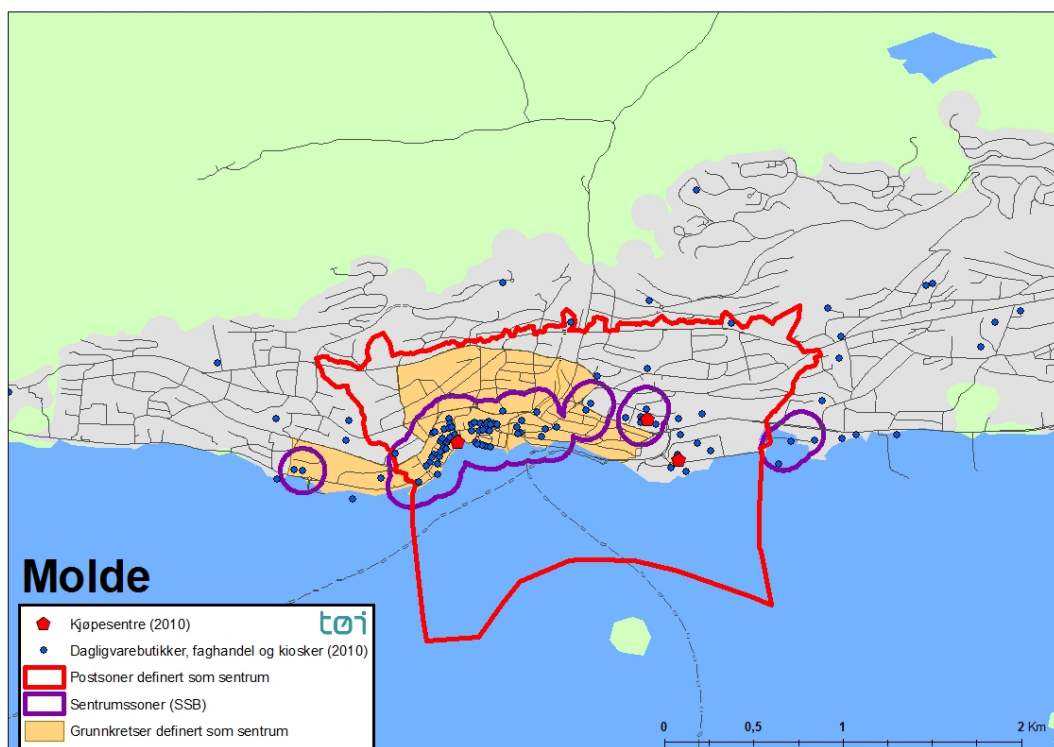 Molde
tøi
Kjøpesentre (2010)
Dagligvarebutikker, faghandel og kiosker (2010)
Postsoner definert som sentrum
Sentrumssoner (SSB)
Grunnkretser definert som sentrum
0 0,5 1 2 Km